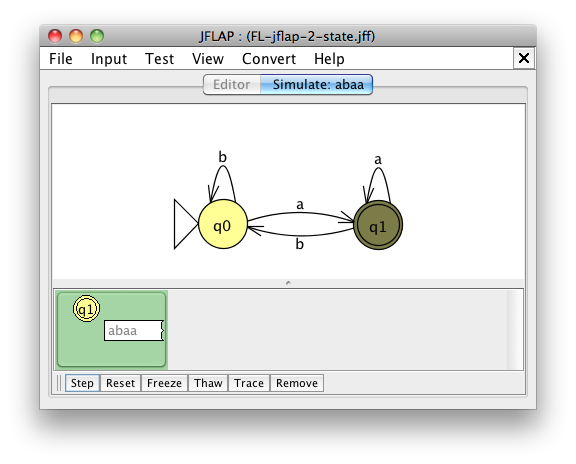 JFLAP : (FL-jflap-2-state.jff)
File Input Test View Convert Help
Editor Simulate: abaa
b
a
q0
a
q1
b
q1
abaa
Step Reset Freeze Thaw Trace Remove